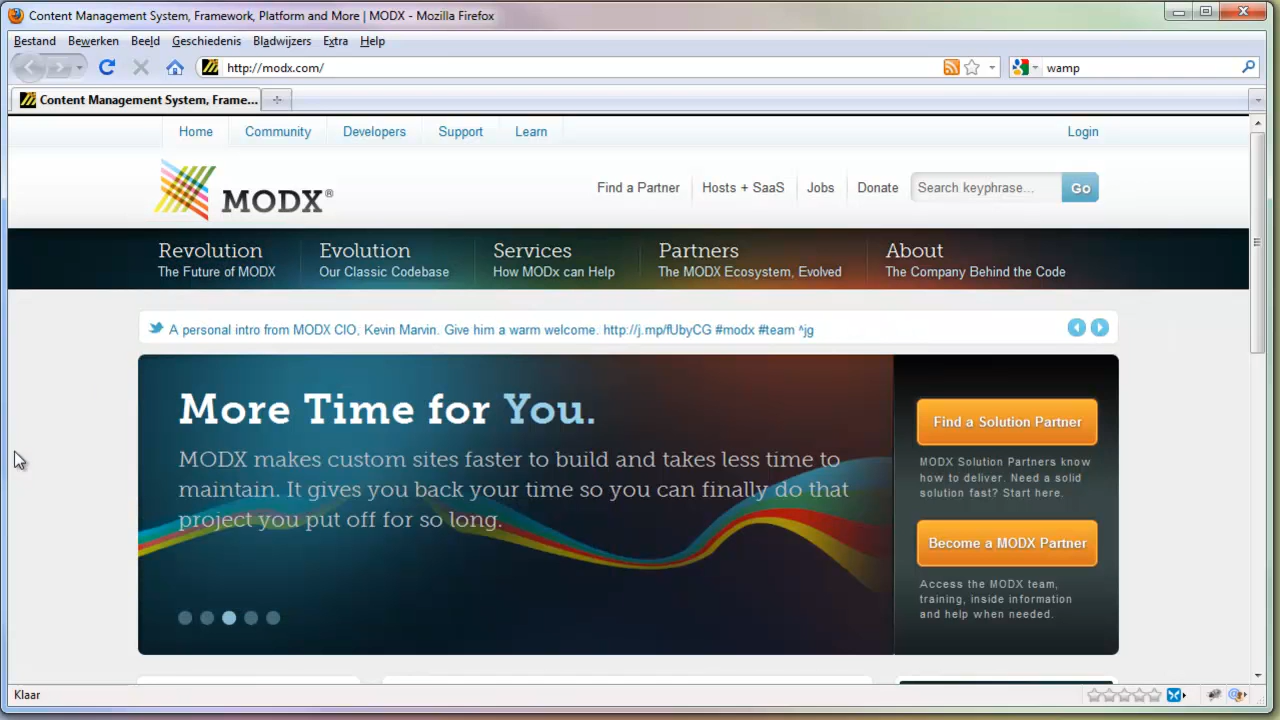 Content Management System, Framework, Platform and More | MODX - Mozilla Firefox
Bestand Bewerken Beeld Geschiedenis Bladwijzers Extra Help
http://modx.com/ wamp
Content Management System, Frame...
Home Community Developers Support Learn Login
MODX® Find a Partner Hosts + SaaS Jobs Donate Search keyphrase... Go
Revolution Evolution Services Partners About
The Future of MODX Our Classic Codebase How MODx can Help The MODX Ecosystem, Evolved The Company Behind the Code
A personal intro from MODX CIO, Kevin Marvin. Give him a warm welcome. http://j.mp/fUbyCG #modx #team ^jg
More Time for You.
MODX makes custom sites faster to build and takes less time to
maintain. It gives you back your time so you can finally do that
project you put off for so long.
Find a Solution Partner
MODX Solution Partners know
how to deliver. Need a solid
solution fast? Start here.
Become a MODX Partner
Access the MODX team,
training, inside information
and help when needed.
Klaar